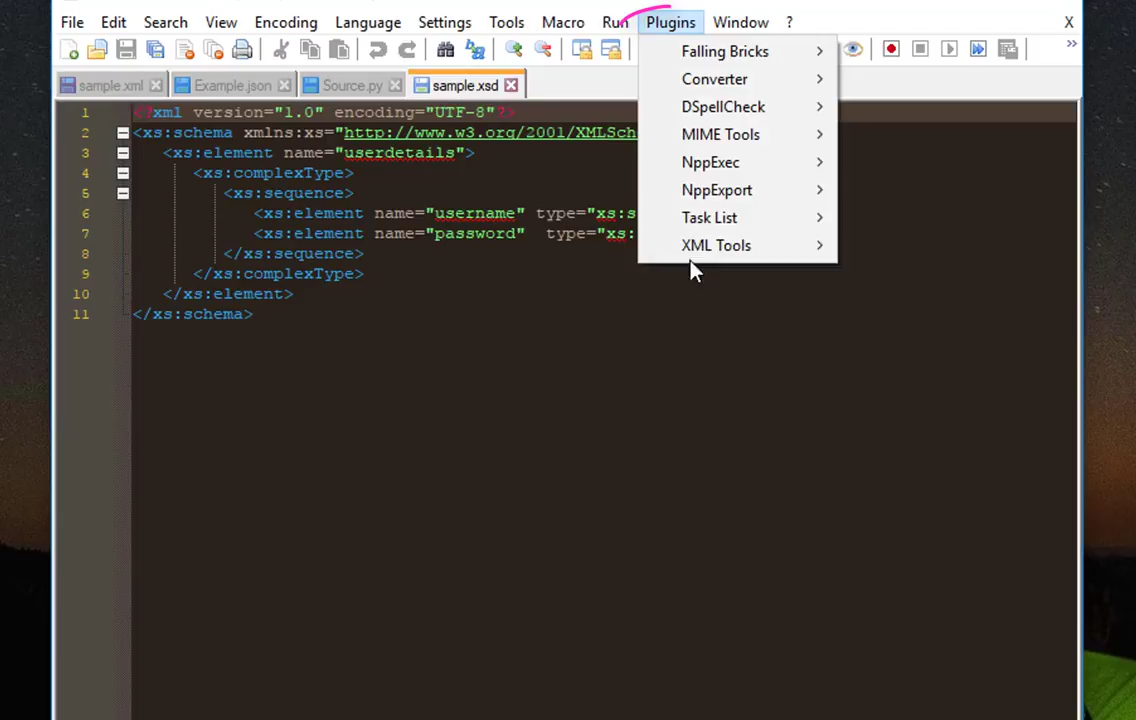 File Edit Search View Encoding Language Settings Tools Macro Run Plugins Window ? X
sample.xml Example.json Source.py sample.xsd
1 <?xml version="1.0" encoding="UTF-8"?>
2 <xs:schema xmlns:xs="http://www.w3.org/2001/XMLSch
3 <xs:element name="userdetails">
4 <xs:complexType>
5 <xs:sequence>
6 <xs:element name="username" type="xs:s
7 <xs:element name="password" type="xs:
8 </xs:sequence>
9 </xs:complexType>
10 </xs:element>
11 </xs:schema>
Falling Bricks
Converter
DSpellCheck
MIME Tools
NppExec
NppExport
Task List
XML Tools